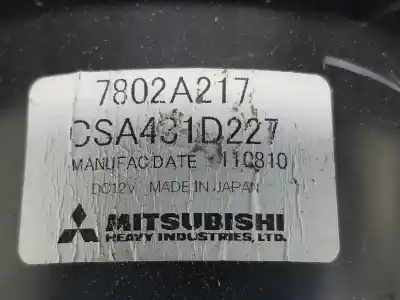 7802A217
CSA431D227
MANUFAC.DATE 110810
DC12V MADE IN JAPAN
MITSUBISHI
HEAVY INDUSTRIES, LTD.